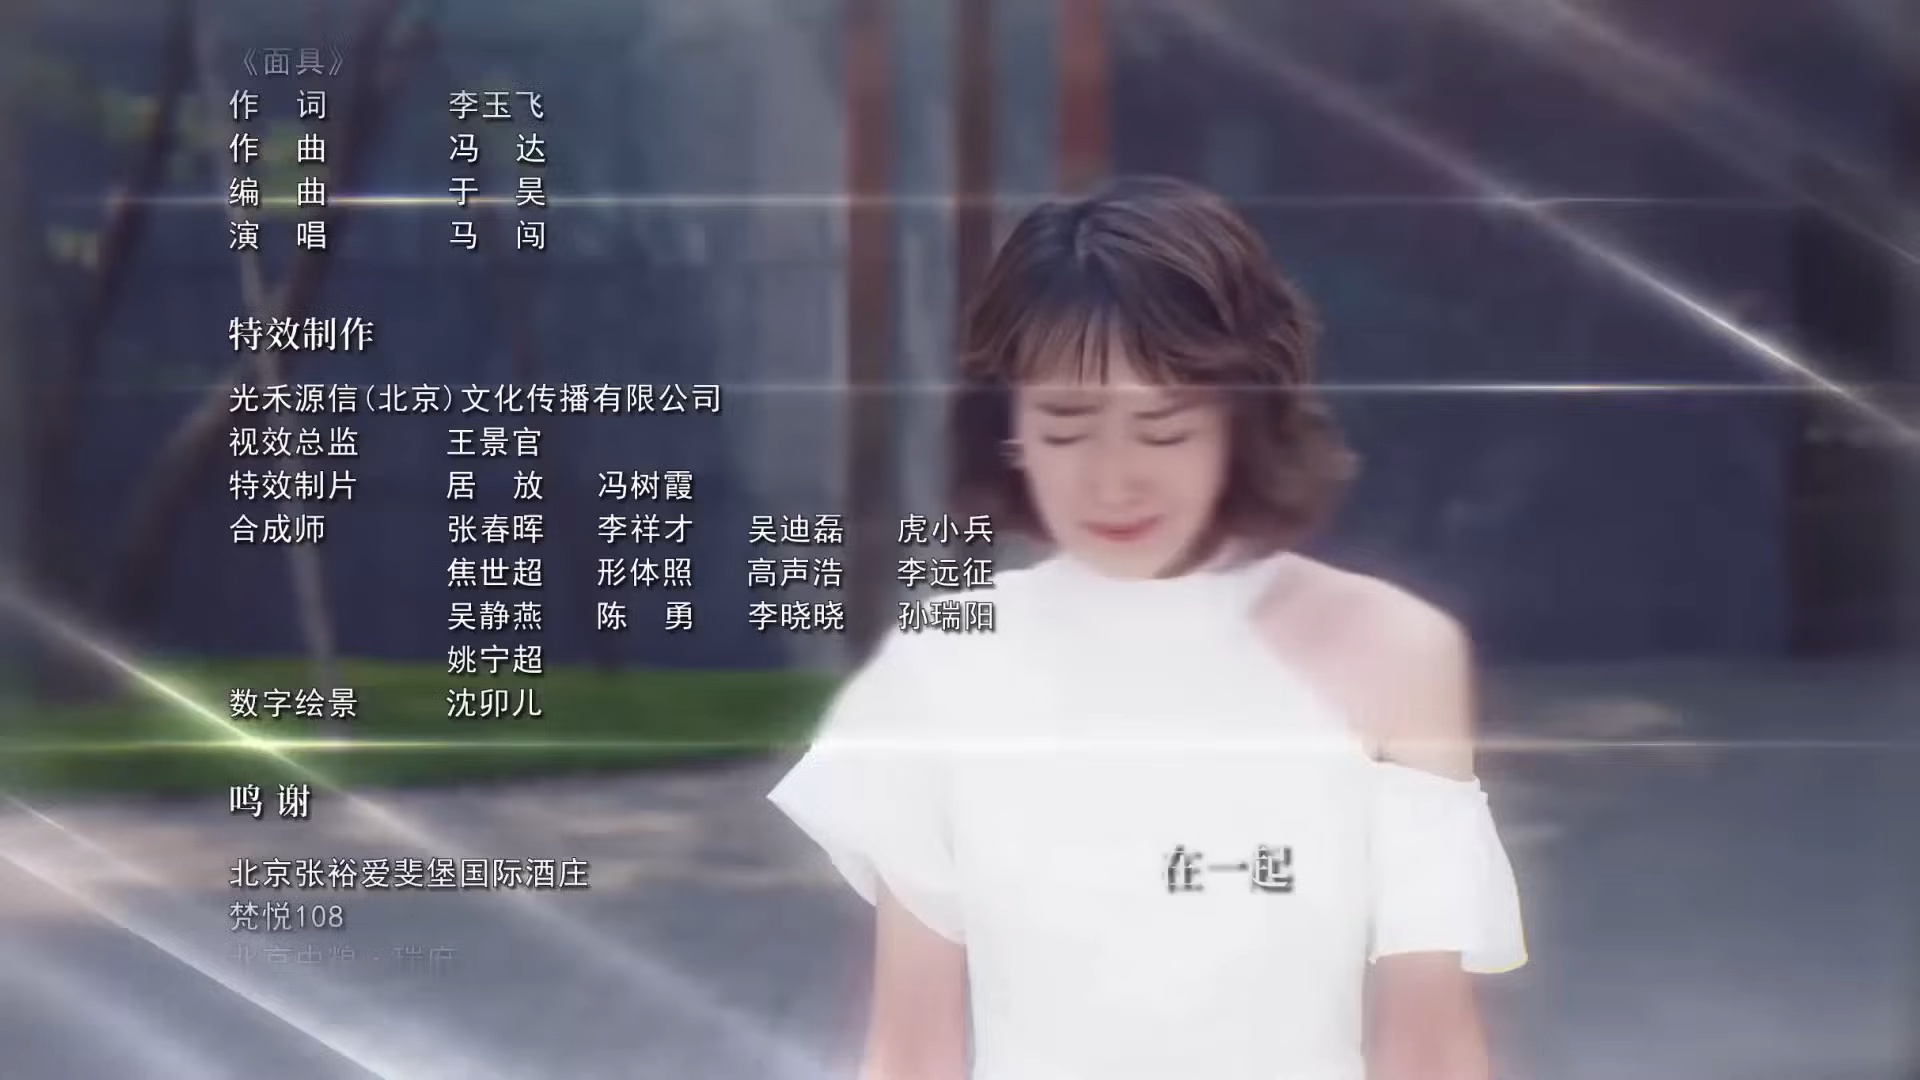 《面具》
作 词 李玉飞
作 曲 冯 达
编 曲 于 昊
演 唱 马 闯
特效制作
光禾源信(北京)文化传播有限公司
视效总监 王景官
特效制片 居 放 冯树霞
合成师 张春晖 李祥才 吴迪磊 虎小兵
焦世超 形体照 高声浩 李远征
吴静燕 陈 勇 李晓晓 孙瑞阳
姚宁超
数字绘景 沈卯儿
鸣 谢
北京张裕爱斐堡国际酒庄
梵悦108
在一起